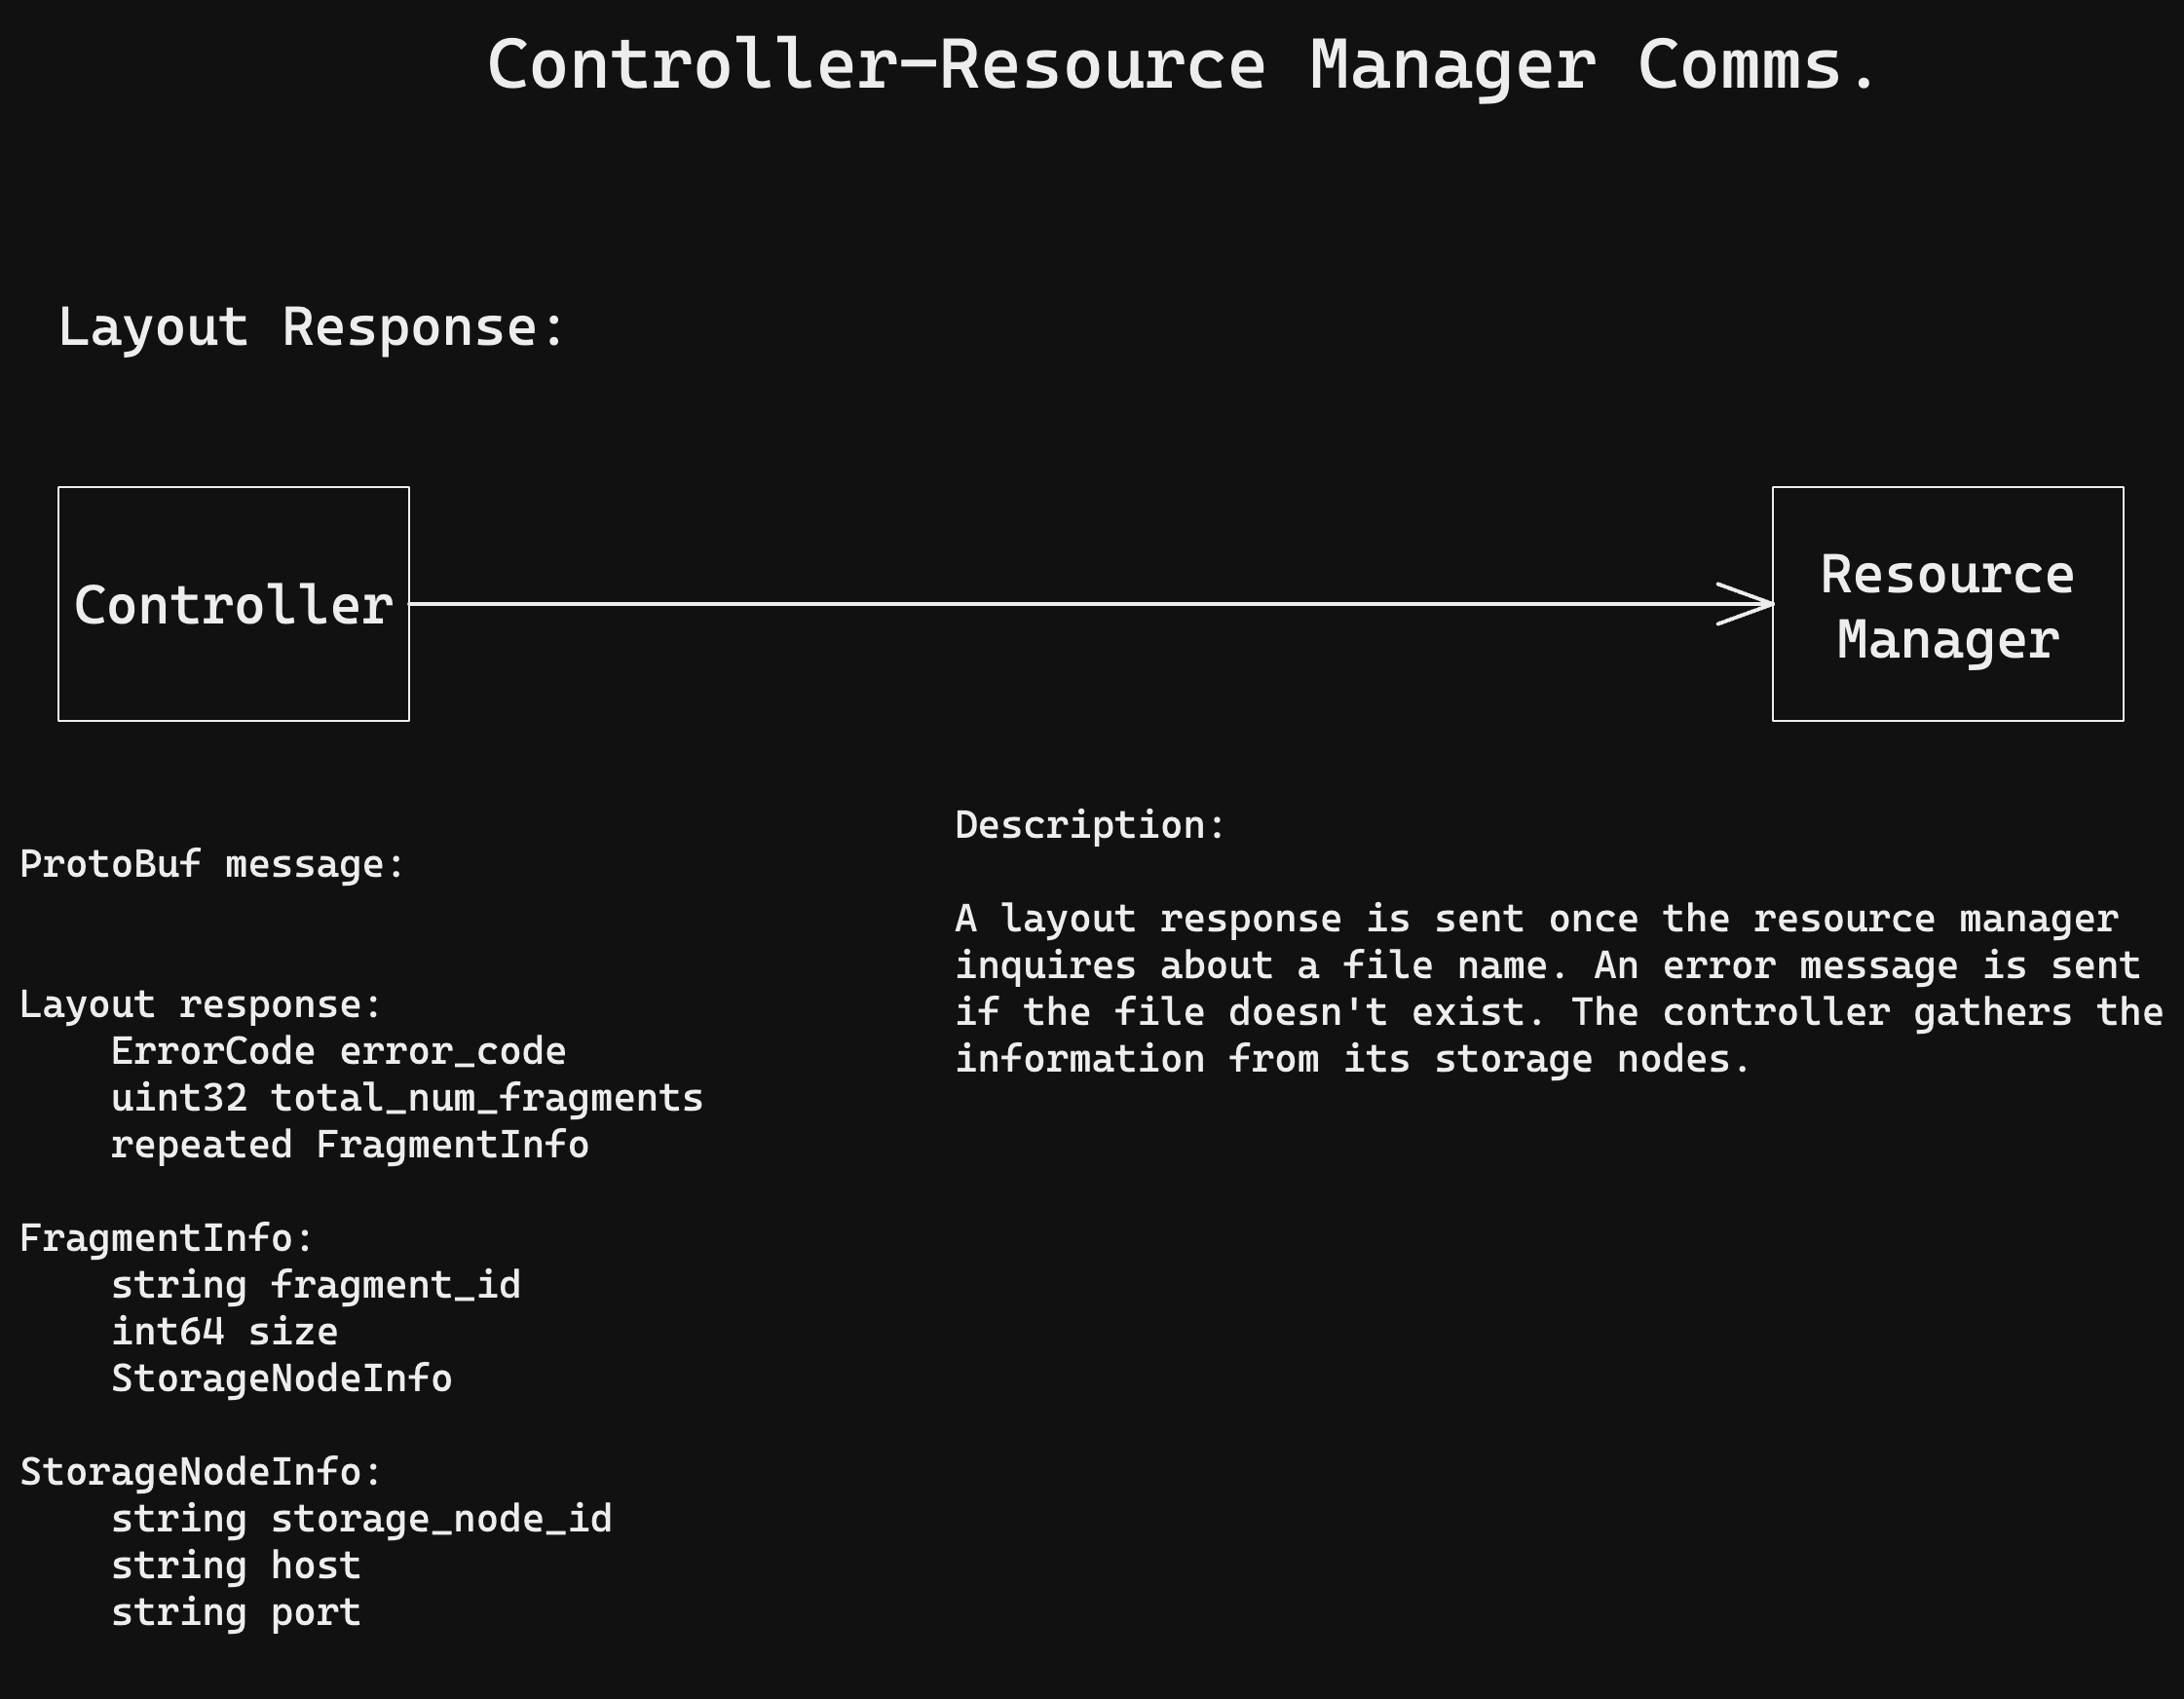 Controller-Resource Manager Comms.
Layout Response:
Controller
Resource
Manager
ProtoBuf message:
Layout response:
ErrorCode error_code
uint32 total_num_fragments
repeated FragmentInfo
FragmentInfo:
string fragment_id
int64 size
StorageNodeInfo
StorageNodeInfo:
string storage_node_id
string host
string port
Description:
A layout response is sent once the resource manager
inquires about a file name. An error message is sent
if the file doesn't exist. The controller gathers the
information from its storage nodes.